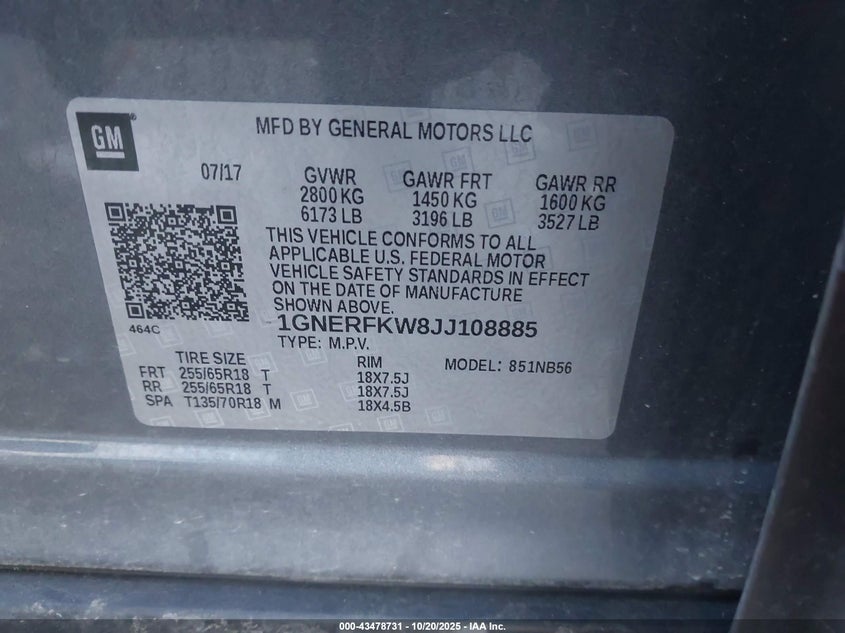 GM
MFD BY GENERAL MOTORS LLC
07/17
GVWR GAWR FRT GAWR RR
2800 KG 1450 KG 1600 KG
6173 LB 3196 LB 3527 LB
THIS VEHICLE CONFORMS TO ALL
APPLICABLE U.S. FEDERAL MOTOR
VEHICLE SAFETY STANDARDS IN EFFECT
ON THE DATE OF MANUFACTURE
SHOWN ABOVE.
464C
1GNERFKW8JJ108885
TYPE: M.P.V.
TIRE SIZE RIM MODEL: 851NB56
FRT 255/65R18 T 18X7.5J
RR 255/65R18 T 18X7.5J
SPA T135/70R18 M 18X4.5B
000-43478731 - 10/20/2025 - IAA Inc.